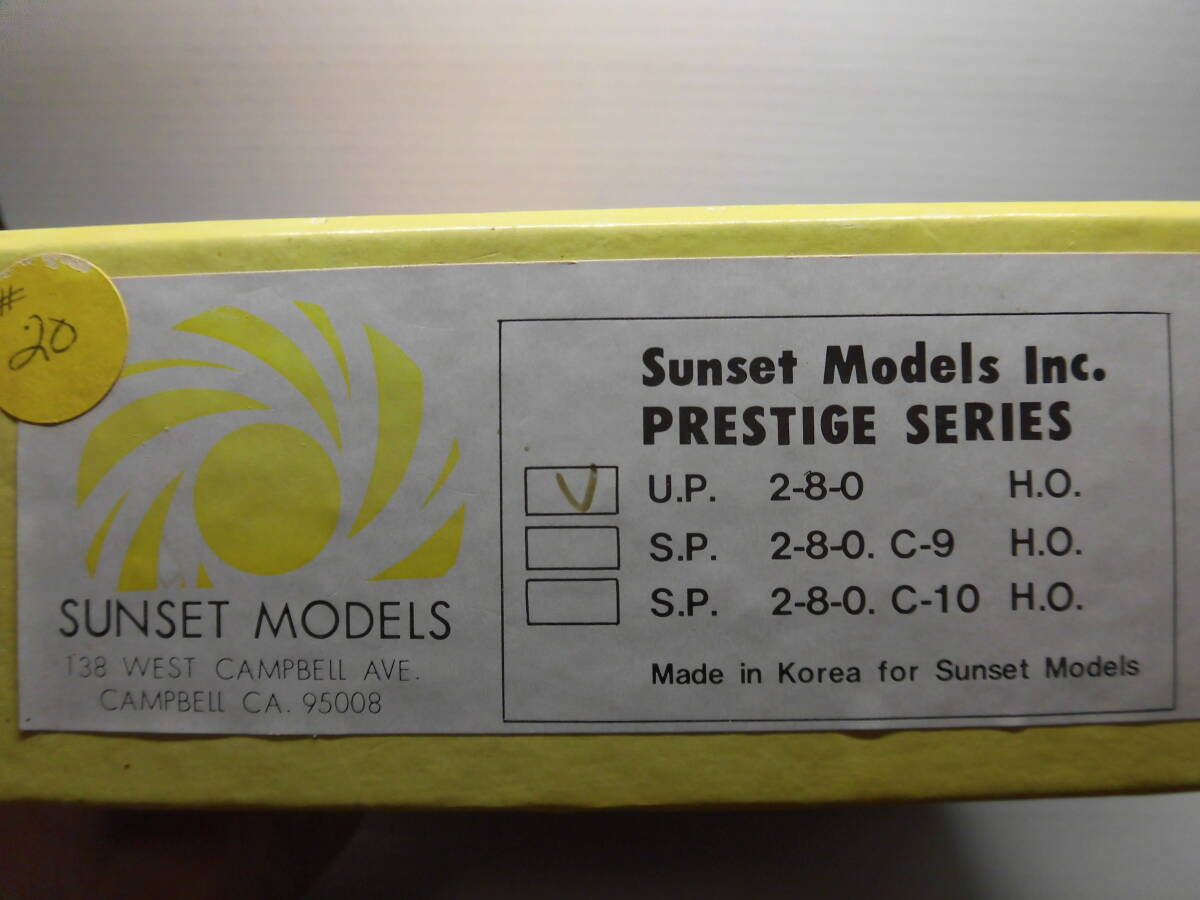 #
20
SUNSET MODELS
138 WEST CAMPBELL AVE.
CAMPBELL CA. 95008
Sunset Models Inc.
PRESTIGE SERIES
V U.P. 2-8-0 H.O.
S.P. 2-8-0. C-9 H.O.
S.P. 2-8-0. C-10 H.O.
Made in Korea for Sunset Models